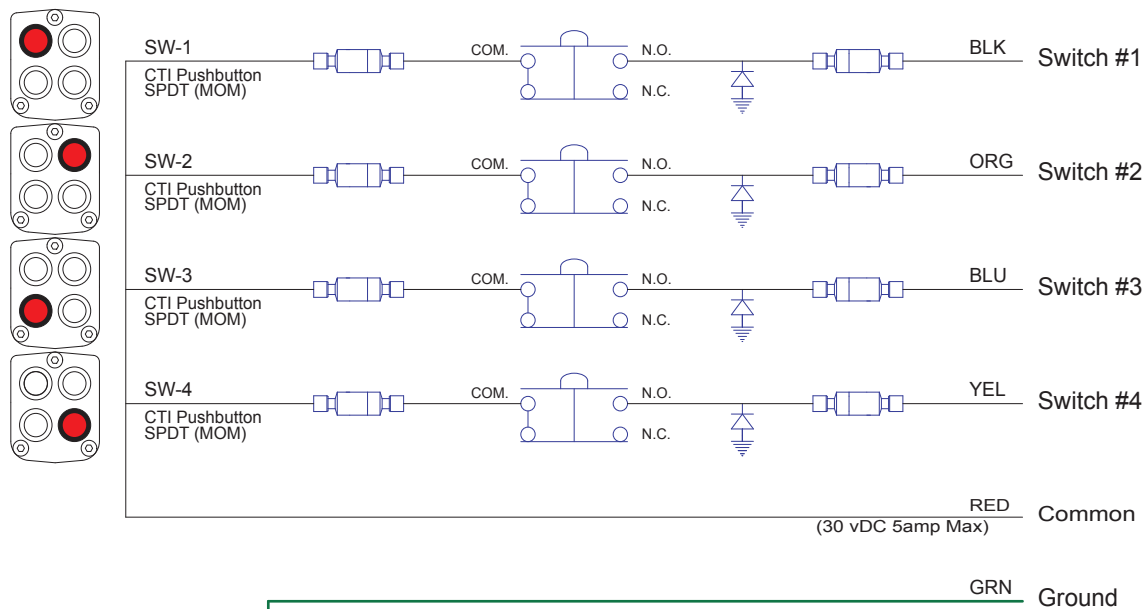 SW-1 COM. N.O. BLK Switch #1
CTI Pushbutton N.C.
SPDT (MOM)
SW-2 COM. N.O. ORG Switch #2
CTI Pushbutton N.C.
SPDT (MOM)
SW-3 COM. N.O. BLU Switch #3
CTI Pushbutton N.C.
SPDT (MOM)
SW-4 COM. N.O. YEL Switch #4
CTI Pushbutton N.C.
SPDT (MOM)
RED Common
(30 vDC 5amp Max)
GRN Ground